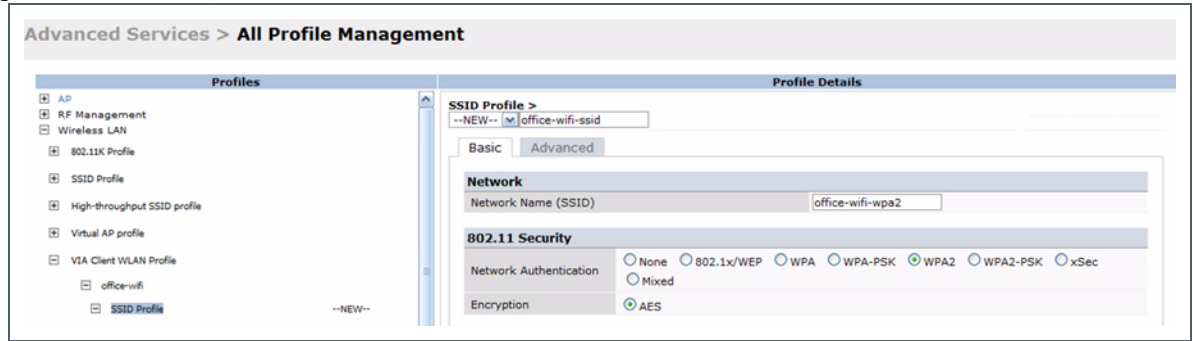 Advanced Services > All Profile Management
Profiles
AP
RF Management
Wireless LAN
802.11K Profile
SSID Profile
High-throughput SSID profile
Virtual AP profile
VIA Client WLAN Profile
office-wifi
SSID Profile --NEW--
Profile Details
SSID Profile >
--NEW-- office-wifi-ssid
Basic Advanced
Network
Network Name (SSID) office-wifi-wpa2
802.11 Security
Network Authentication None 802.1x/WEP WPA WPA-PSK WPA2 WPA2-PSK xSec
Mixed
Encryption AES